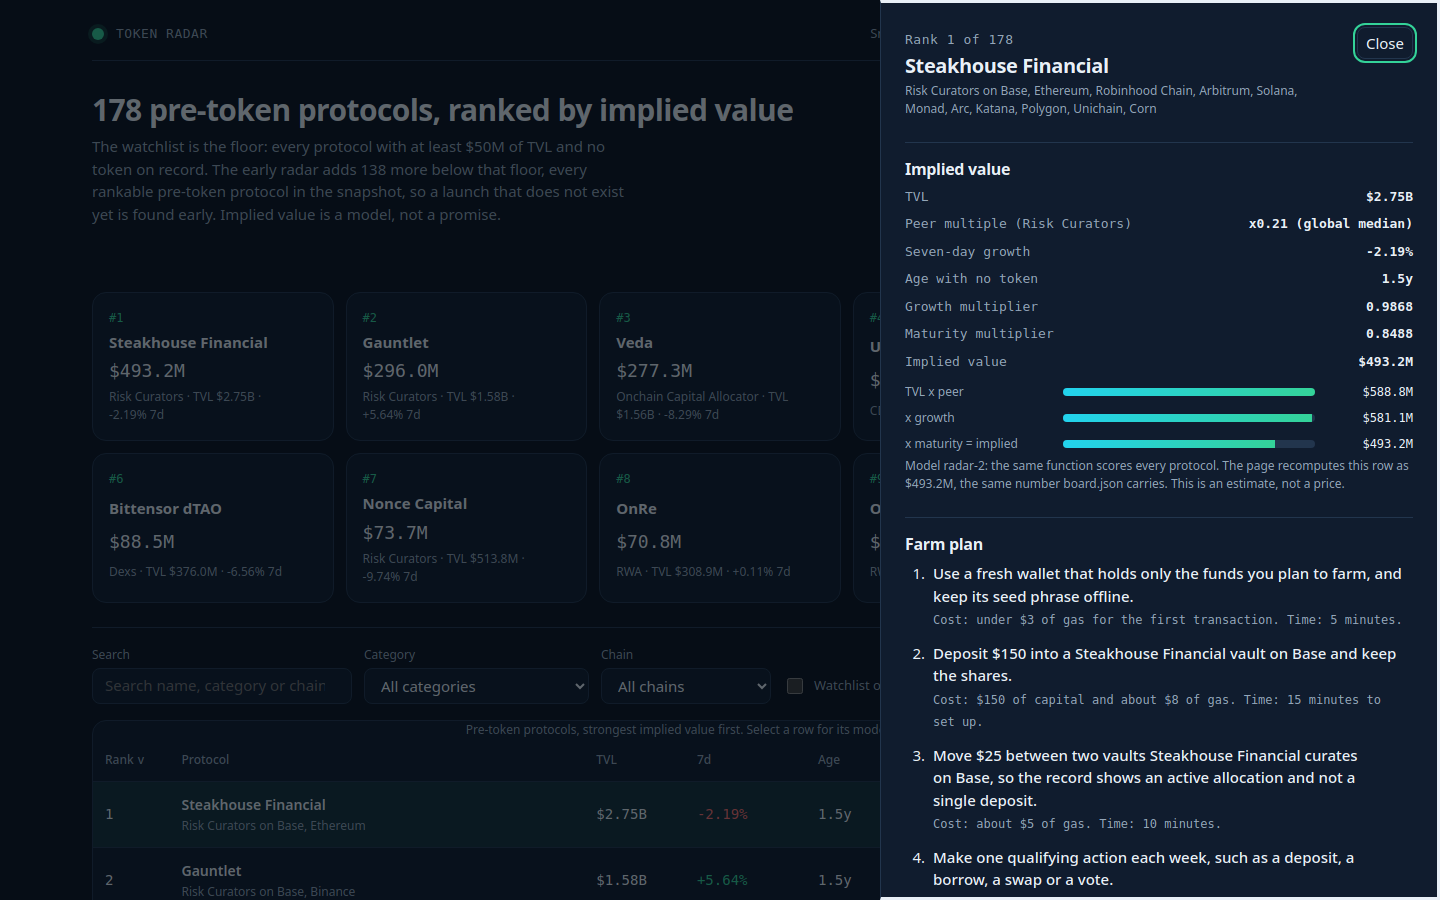 TOKEN RADAR
178 pre-token protocols, ranked by implied value
The watchlist is the floor: every protocol with at least $50M of TVL and no
token on record. The early radar adds 138 more below that floor, every
rankable pre-token protocol in the snapshot, so a launch that does not exist
yet is found early. Implied value is a model, not a promise.
#1
Steakhouse Financial
$493.2M
Risk Curators · TVL $2.75B ·
-2.19% 7d
#2
Gauntlet
$296.0M
Risk Curators · TVL $1.58B ·
+5.64% 7d
#3
Veda
$277.3M
Onchain Capital Allocator · TVL
$1.56B · -8.29% 7d
#6
Bittensor dTAO
$88.5M
Dexs · TVL $376.0M · -6.56% 7d
#7
Nonce Capital
$73.7M
Risk Curators · TVL $513.8M ·
-9.74% 7d
#8
OnRe
$70.8M
RWA · TVL $308.9M · +0.11% 7d
Search
Category
Chain
Search name, category or chain
All categories
All chains
Watchlist
Pre-token protocols, strongest implied value first. Select a row for its
Rank v
Protocol
TVL
7d
Age
1
Steakhouse Financial
Risk Curators on Base, Ethereum
$2.75B
-2.19%
1.5y
2
Gauntlet
Risk Curators on Base, Binance
$1.58B
+5.64%
1.5y
Rank 1 of 178
Close
Steakhouse Financial
Risk Curators on Base, Ethereum, Robinhood Chain, Arbitrum, Solana,
Monad, Arc, Katana, Polygon, Unichain, Corn
Implied value
TVL $2.75B
Peer multiple (Risk Curators) x0.21 (global median)
Seven-day growth -2.19%
Age with no token 1.5y
Growth multiplier 0.9868
Maturity multiplier 0.8488
Implied value $493.2M
TVL x peer $588.8M
x growth $581.1M
x maturity = implied $493.2M
Model radar-2: the same function scores every protocol. The page recomputes this row as
$493.2M, the same number board.json carries. This is an estimate, not a price.
Farm plan
1. Use a fresh wallet that holds only the funds you plan to farm, and
keep its seed phrase offline.
Cost: under $3 of gas for the first transaction. Time: 5 minutes.
2. Deposit $150 into a Steakhouse Financial vault on Base and keep
the shares.
Cost: $150 of capital and about $8 of gas. Time: 15 minutes to
set up.
3. Move $25 between two vaults Steakhouse Financial curates
on Base, so the record shows an active allocation and not a
single deposit.
Cost: about $5 of gas. Time: 10 minutes.
4. Make one qualifying action each week, such as a deposit, a
borrow, a swap or a vote.